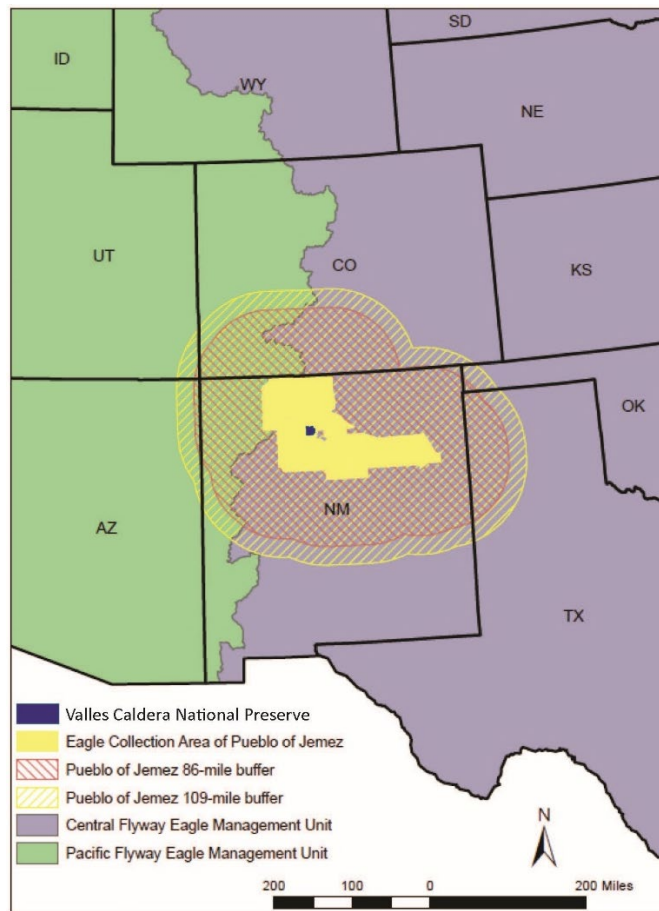 SD
ID
WY
NE
UT
CO
KS
OK
AZ
NM
TX
Valles Caldera National Preserve
Eagle Collection Area of Pueblo of Jemez
Pueblo of Jemez 86-mile buffer
Pueblo of Jemez 109-mile buffer
Central Flyway Eagle Management Unit
Pacific Flyway Eagle Management Unit
N
200 100 0 200 Miles